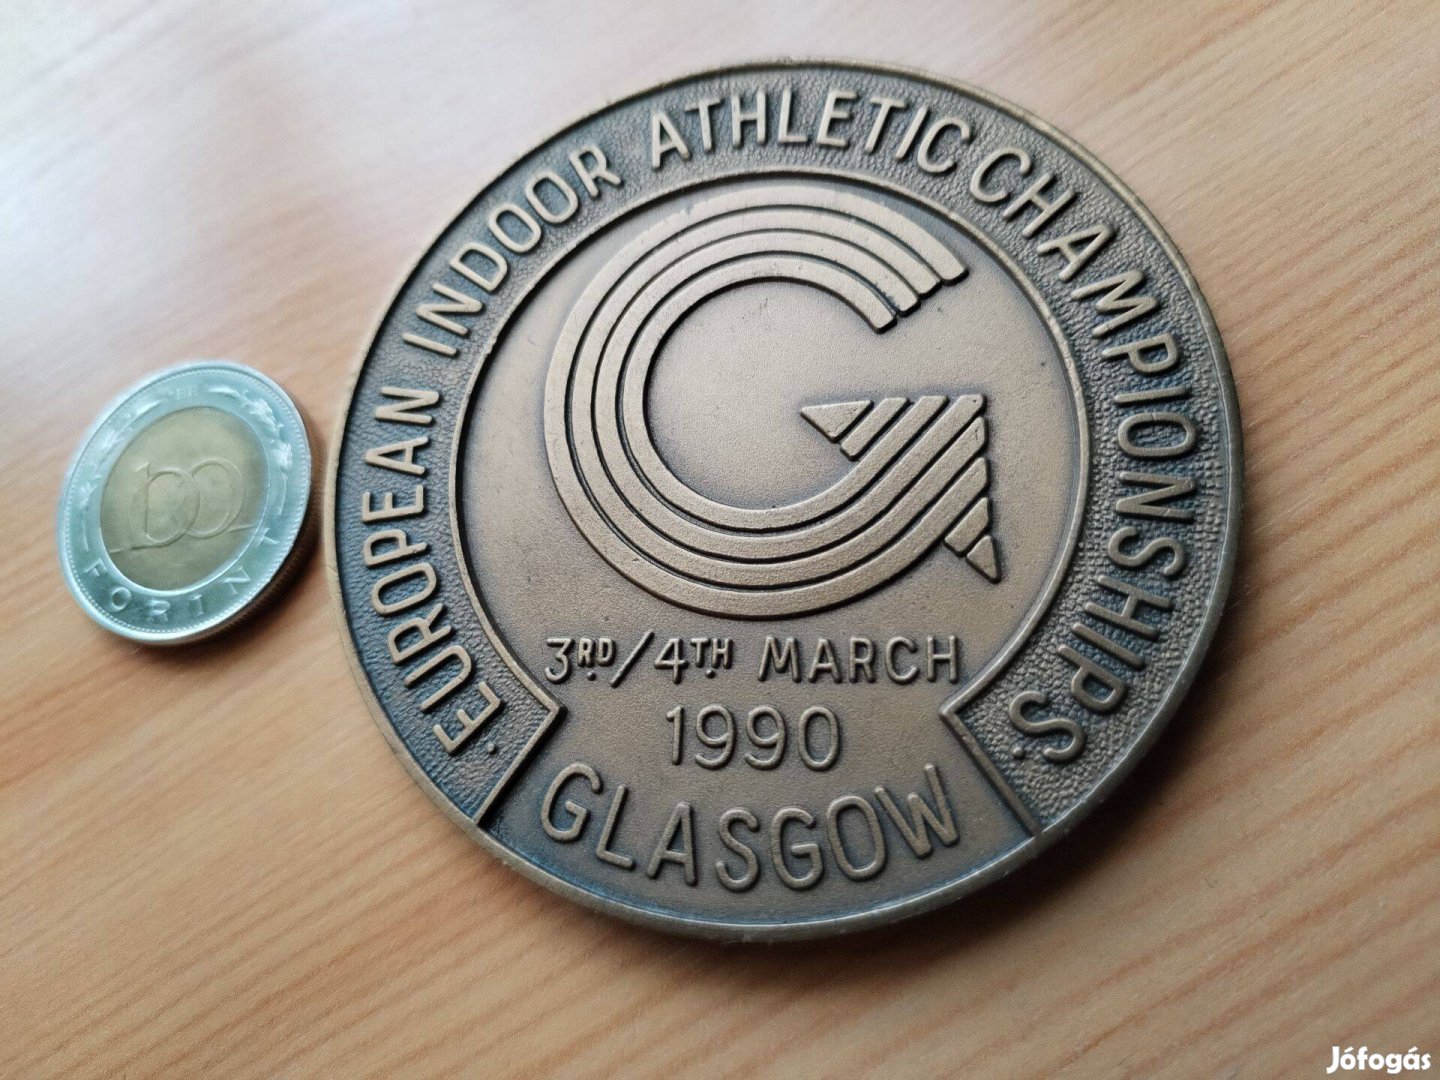 EUROPEAN INDOOR ATHLETIC CHAMPIONSHIPS
3RD/4TH MARCH
1990
GLASGOW
100
FORINT
Jófogás